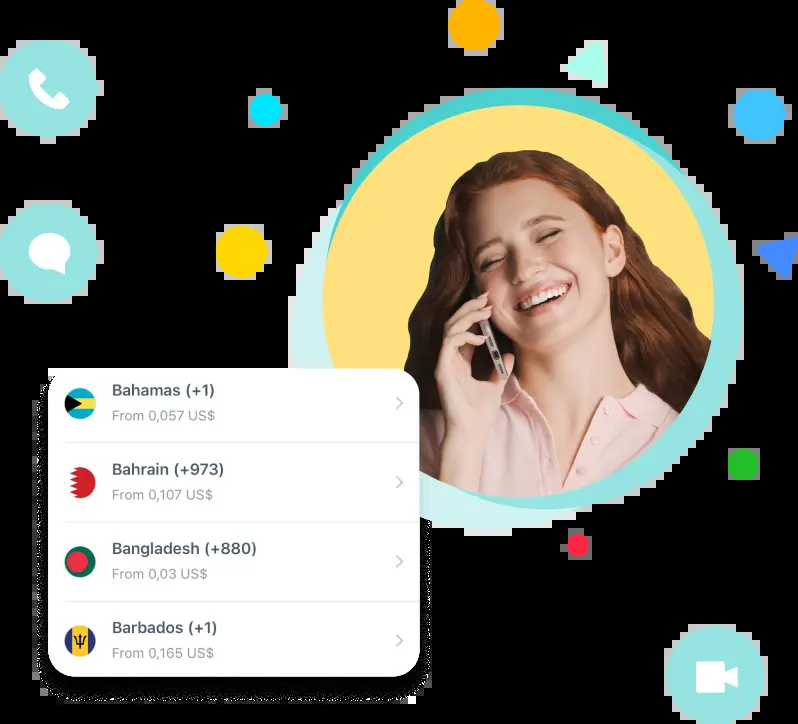 Bahamas (+1)
From 0,057 US$
Bahrain (+973)
From 0,107 US$
Bangladesh (+880)
From 0,03 US$
Barbados (+1)
From 0,165 US$